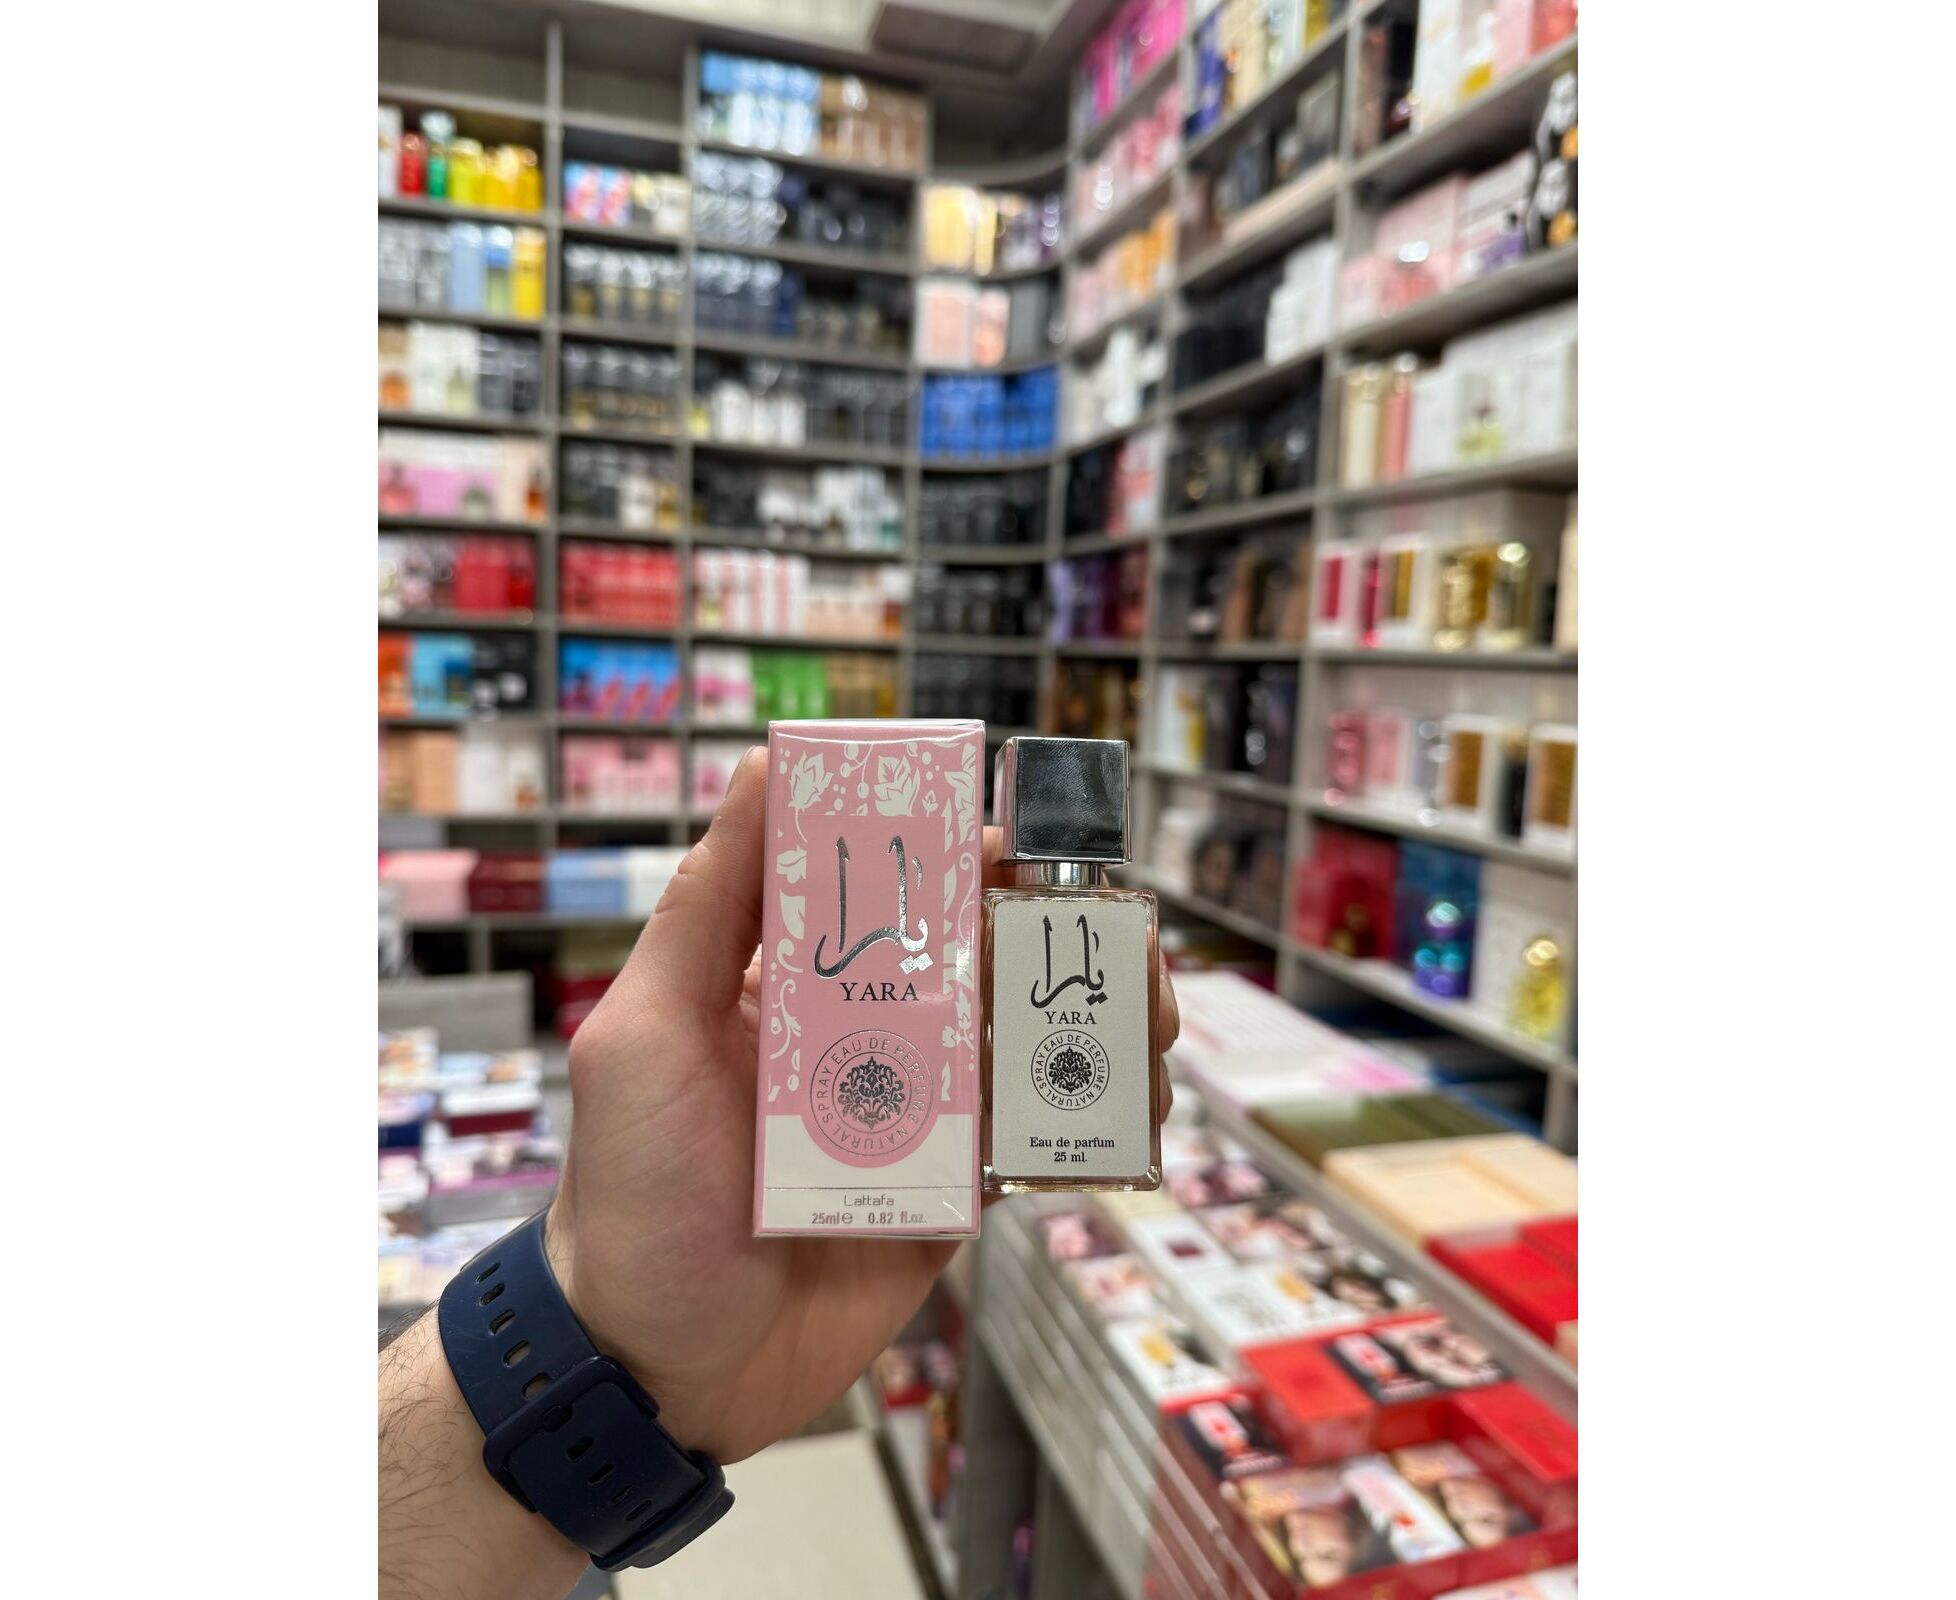 يارا
YARA
SPRAY EAU DE PERFUME NATURAL
Lattafa
25ml e 0.82 fl.oz.
يارا
YARA
SPRAY EAU DE PERFUME NATURAL
Eau de parfum
25 ml.